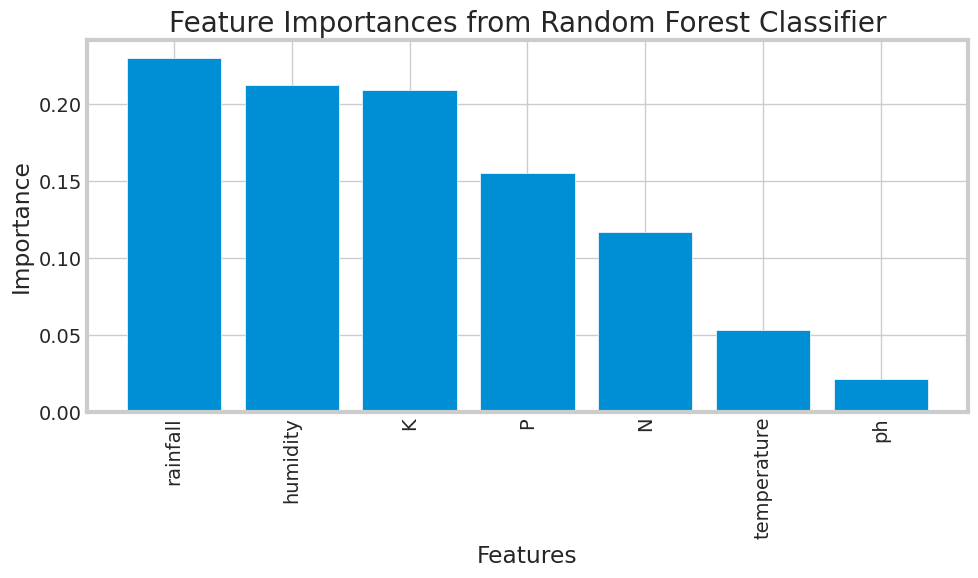 Feature Importances from Random Forest Classifier
Importance
0.20
0.15
0.10
0.05
0.00
rainfall
humidity
K
P
N
temperature
ph
Features